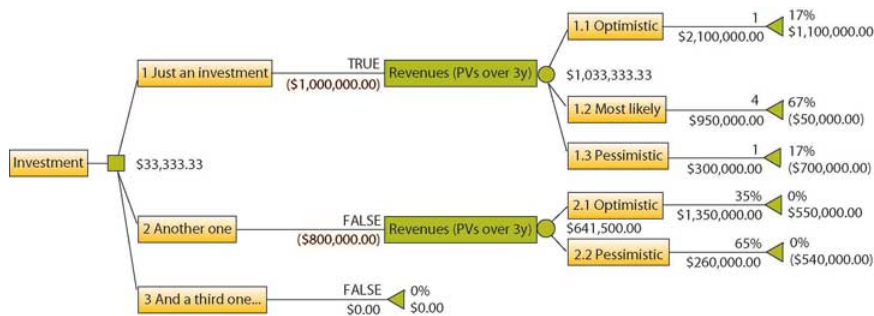 1.1 Optimistic
1
17%
$2,100,000.00
$1,100,000.00
1 Just an investment
TRUE
($1,000,000.00)
Revenues (PVs over 3y)
$1,033,333.33
1.2 Most likely
4
67%
$950,000.00
($50,000.00)
1.3 Pessimistic
1
17%
$300,000.00
($700,000.00)
Investment
$33,333.33
2 Another one
FALSE
($800,000.00)
Revenues (PVs over 3y)
2.1 Optimistic
35%
0%
$1,350,000.00
$550,000.00
$641,500.00
2.2 Pessimistic
65%
0%
$260,000.00
($540,000.00)
3 And a third one...
FALSE
0%
$0.00
$0.00